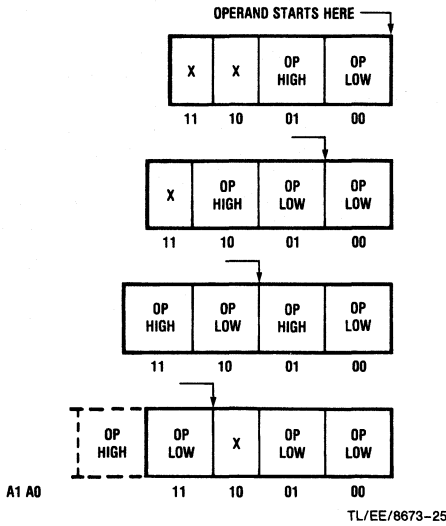 OPERAND STARTS HERE
X X OP HIGH OP LOW
11 10 01 00
X OP HIGH OP LOW OP LOW
11 10 01 00
OP HIGH OP LOW OP HIGH OP LOW
11 10 01 00
OP HIGH OP LOW X OP LOW OP LOW
A1 A0 11 10 01 00
TL/EE/8673-25